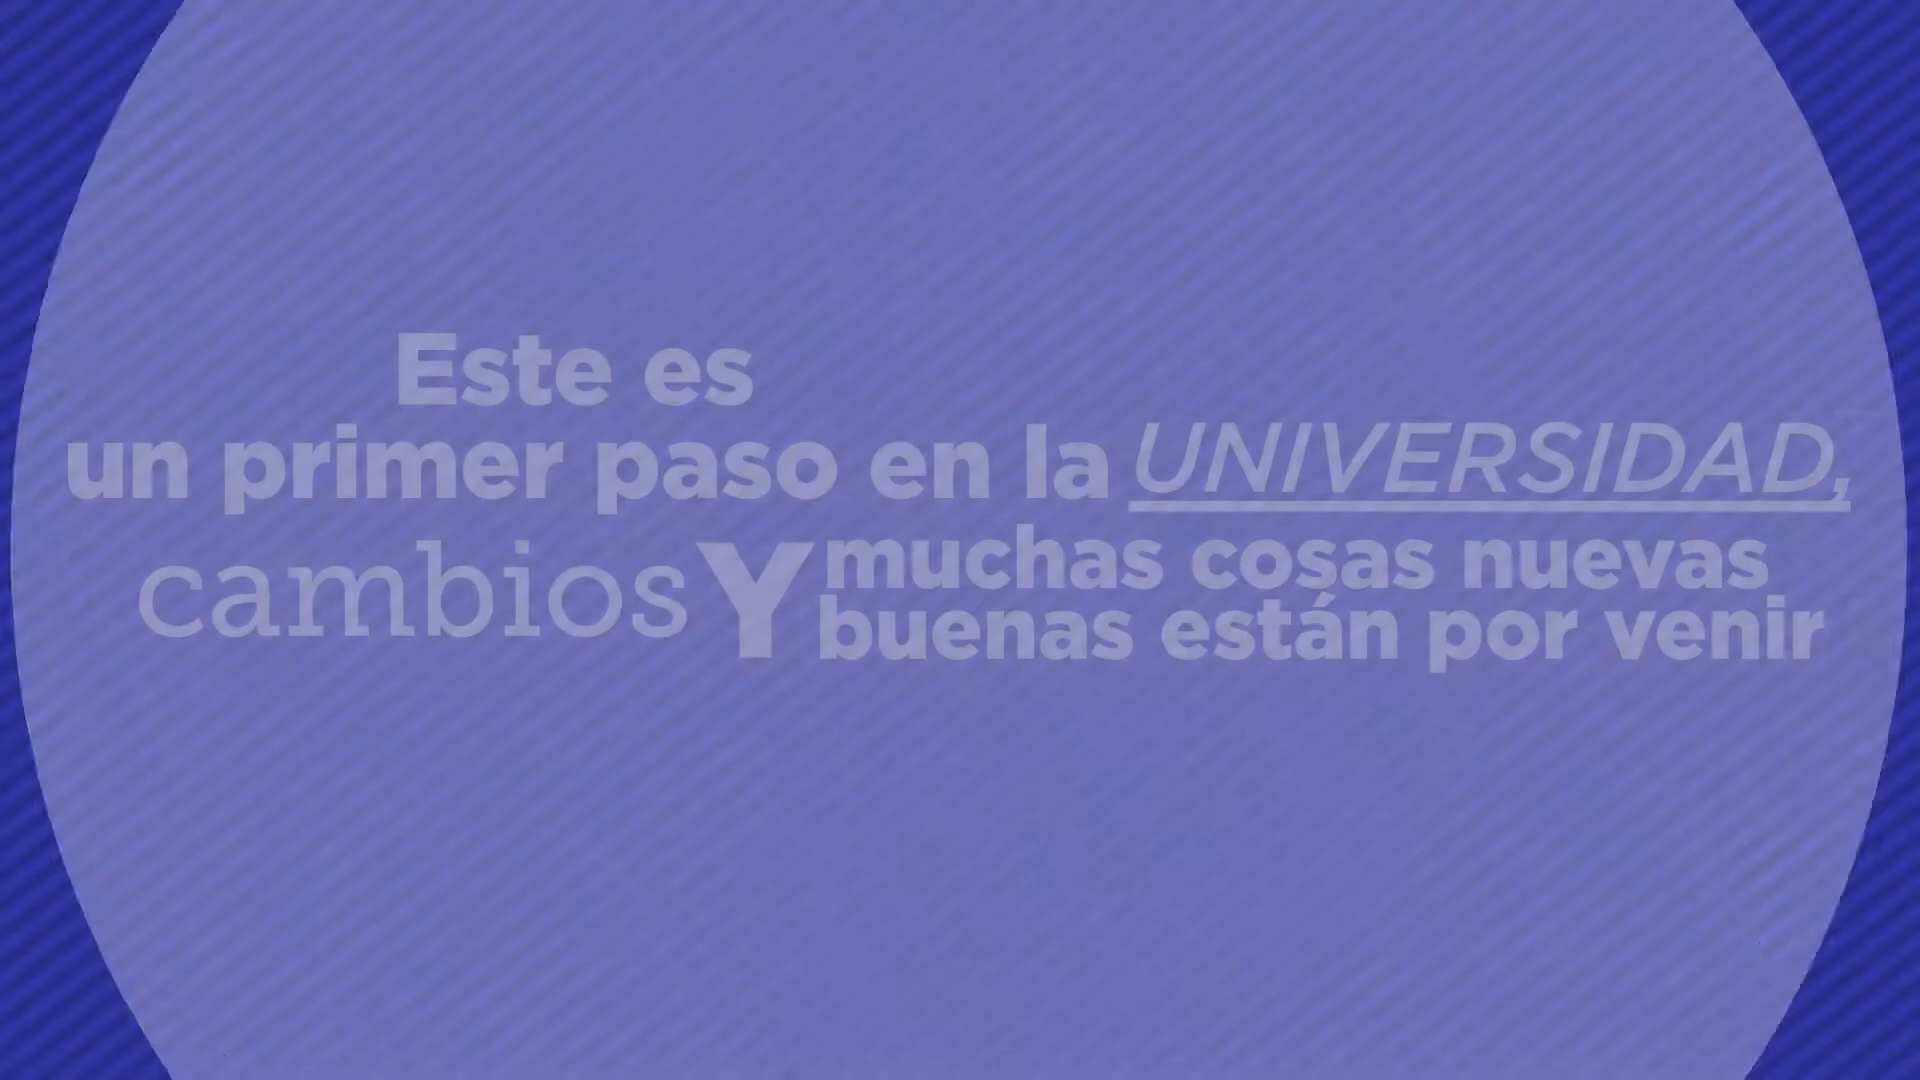 Este es
un primer paso en la UNIVERSIDAD,
cambios Y muchas cosas nuevas
buenas están por venir